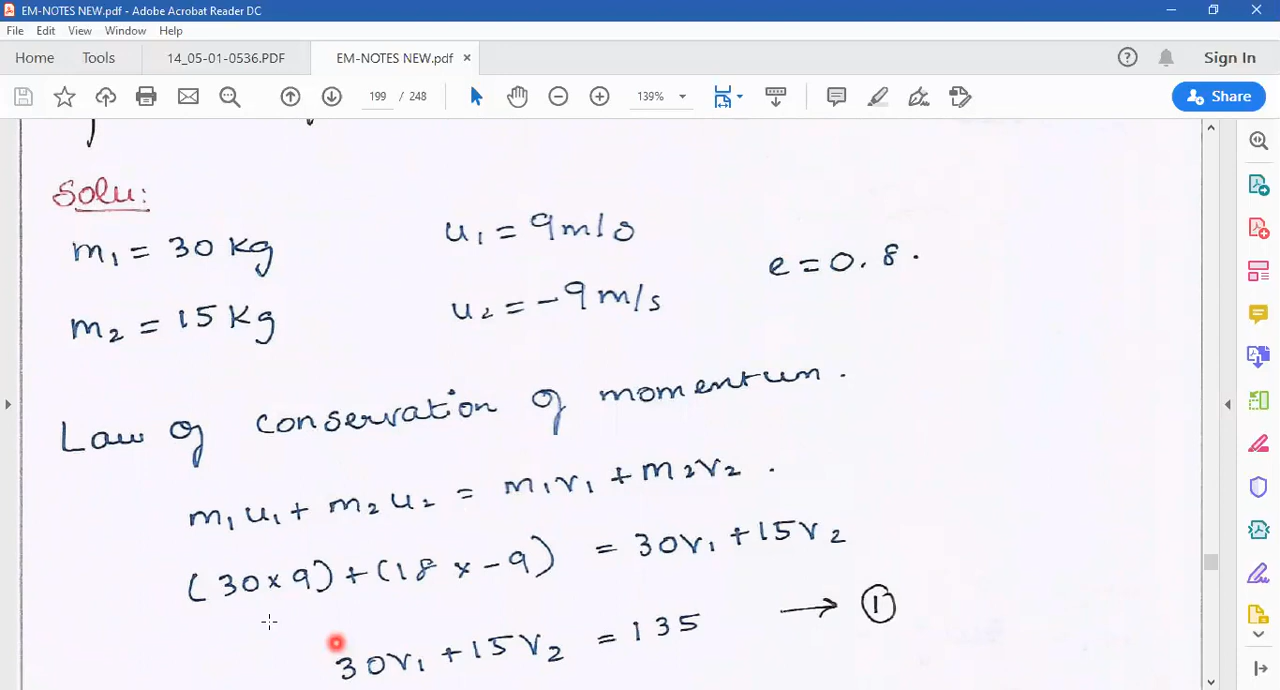 EM-NOTES NEW.pdf - Adobe Acrobat Reader DC
File Edit View Window Help
Home Tools 14_05-01-0536.PDF EM-NOTES NEW.pdf × Sign In
199 / 248 139% Share
Solu:
m1 = 30 kg u1 = 9m/s e = 0.8.
m2 = 15 kg u2 = -9 m/s
Law of conservation of momentum.
m1u1 + m2u2 = m1v1 + m2v2.
(30×9) + (18 × -9) = 30v1 + 15v2
30v1 + 15v2 = 135 → ①